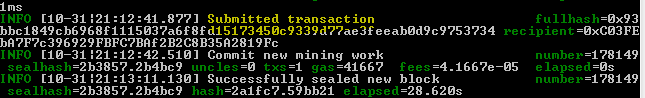 1ms
INFO [10-31|21:12:41.877] Submitted transaction fullhash=0x93
bbc1849cb6968f1115037a6f8fd15173450c9339d77ae3feeab0d9c9753734 recipient=0xC03FE
bA7F7c396929FBFC7BAf2B2C8B35A2819Fc
INFO [10-31|21:12:42.510] Commit new mining work number=178149
sealhash=2b3857.2b4bc9 uncles=0 txs=1 gas=41667 fees=4.1667e-05 elapsed=0s
INFO [10-31|21:13:11.130] Successfully sealed new block number=178149
sealhash=2b3857.2b4bc9 hash=2a1fc7.59bb21 elapsed=28.620s